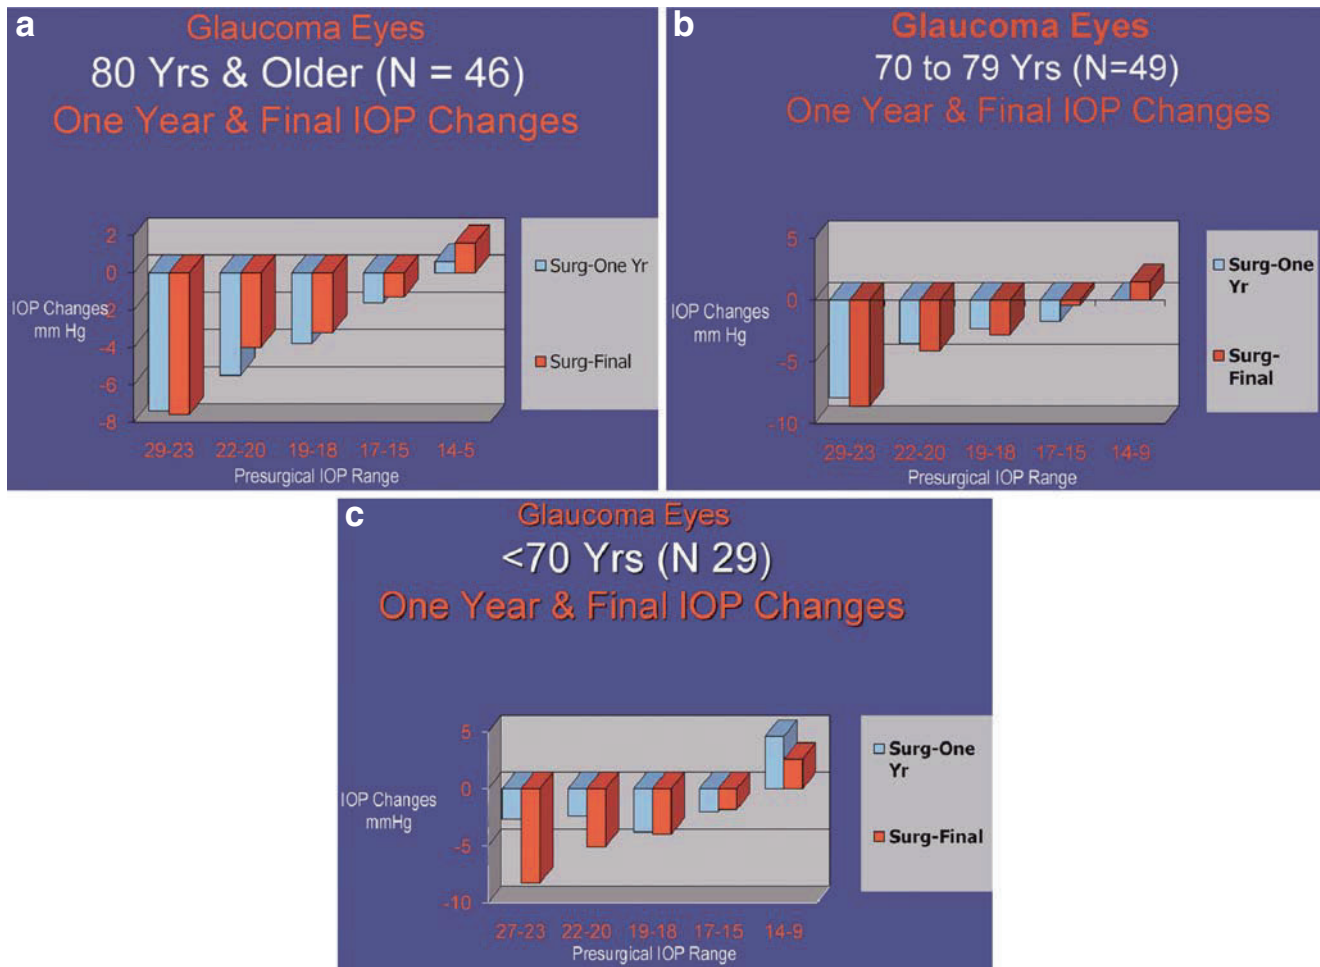 a
Glaucoma Eyes
80 Yrs & Older (N = 46)
One Year & Final IOP Changes
2
0
-2
-4
-6
-8
IOP Changes
mm Hg
29-23 22-20 19-18 17-15 14-5
Presurgical IOP Range
Surg-One Yr
Surg-Final
b
Glaucoma Eyes
70 to 79 Yrs (N=49)
One Year & Final IOP Changes
5
0
-5
-10
IOP Changes
mm Hg
29-23 22-20 19-18 17-15 14-9
Presurgical IOP Range
Surg-One
Yr
Surg-
Final
c
Glaucoma Eyes
<70 Yrs (N 29)
One Year & Final IOP Changes
5
0
-5
-10
IOP Changes
mmHg
27-23 22-20 19-18 17-15 14-9
Presurgical IOP Range
Surg-One
Yr
Surg-Final